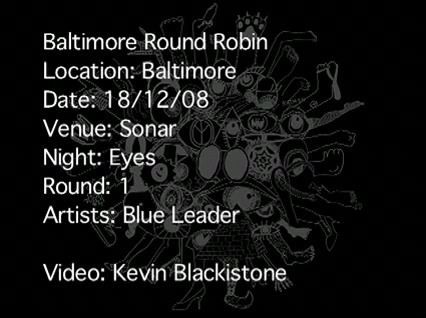 Baltimore Round Robin
Location: Baltimore
Date: 18/12/08
Venue: Sonar
Night: Eyes
Round: 1
Artists: Blue Leader
Video: Kevin Blackistone